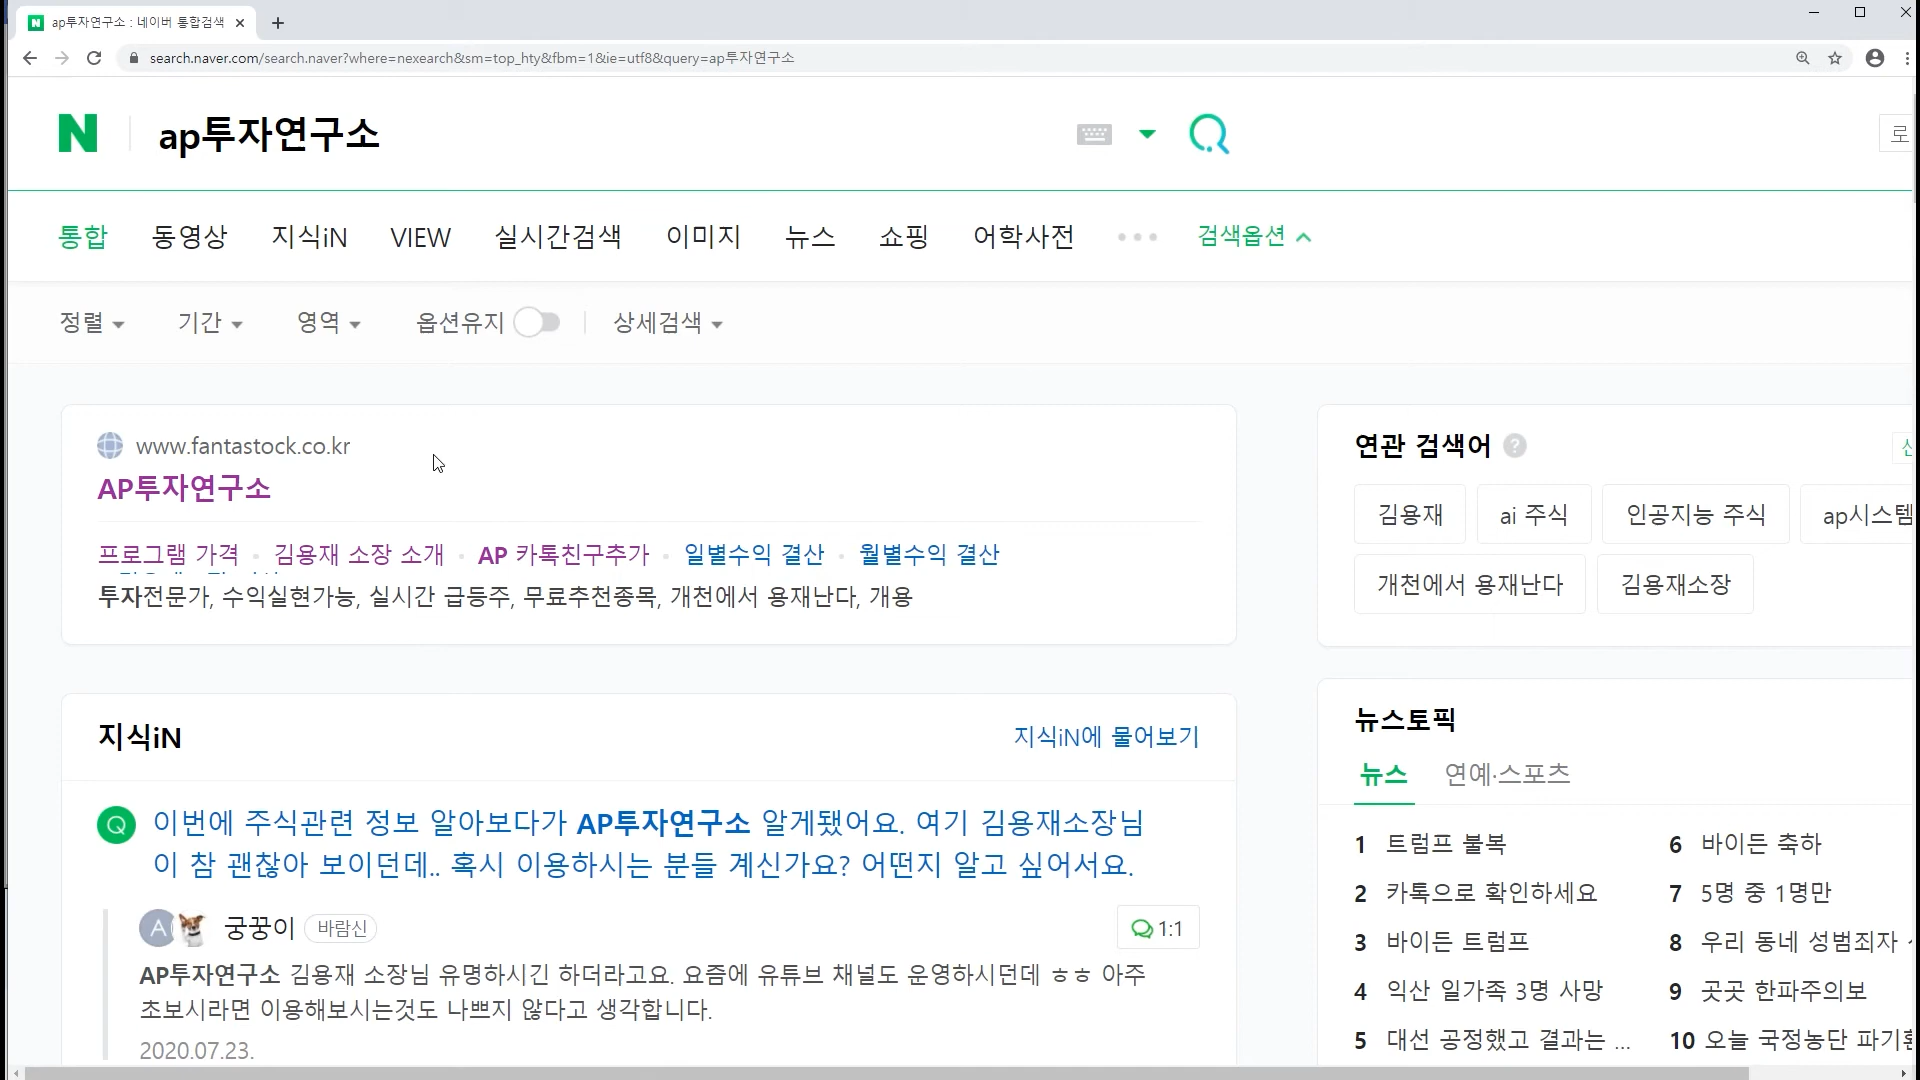 ap투자연구소 : 네이버 통합검색
search.naver.com/search.naver?where=nexearch&sm=top_hty&fbm=1&ie=utf8&query=ap투자연구소
N
ap투자연구소
로
통합 동영상 지식iN VIEW 실시간검색 이미지 뉴스 쇼핑 어학사전 검색옵션
정렬 기간 영역 옵션유지 상세검색
www.fantastock.co.kr
AP투자연구소
프로그램 가격 김용재 소장 소개 AP 카톡친구추가 일별수익 결산 월별수익 결산
투자전문가, 수익실현가능, 실시간 급등주, 무료추천종목, 개천에서 용재난다, 개용
연관 검색어 ?
김용재 ai 주식 인공지능 주식 ap시스템
개천에서 용재난다 김용재소장
지식iN 지식iN에 물어보기
Q 이번에 주식관련 정보 알아보다가 AP투자연구소 알게됐어요. 여기 김용재소장님
이 참 괜찮아 보이던데.. 혹시 이용하시는 분들 계신가요? 어떤지 알고 싶어서요.
A 궁꿍이 바람신 1:1
AP투자연구소 김용재 소장님 유명하시긴 하더라고요. 요즘에 유튜브 채널도 운영하시던데 ㅎㅎ 아주
초보시라면 이용해보시는것도 나쁘지 않다고 생각합니다.
2020.07.23.
뉴스토픽
뉴스 연예·스포츠
1 트럼프 불복
2 카톡으로 확인하세요
3 바이든 트럼프
4 익산 일가족 3명 사망
5 대선 공정했고 결과는 ...
6 바이든 축하
7 5명 중 1명만
8 우리 동네 성범죄자
9 곳곳 한파주의보
10 오늘 국정농단 파기환